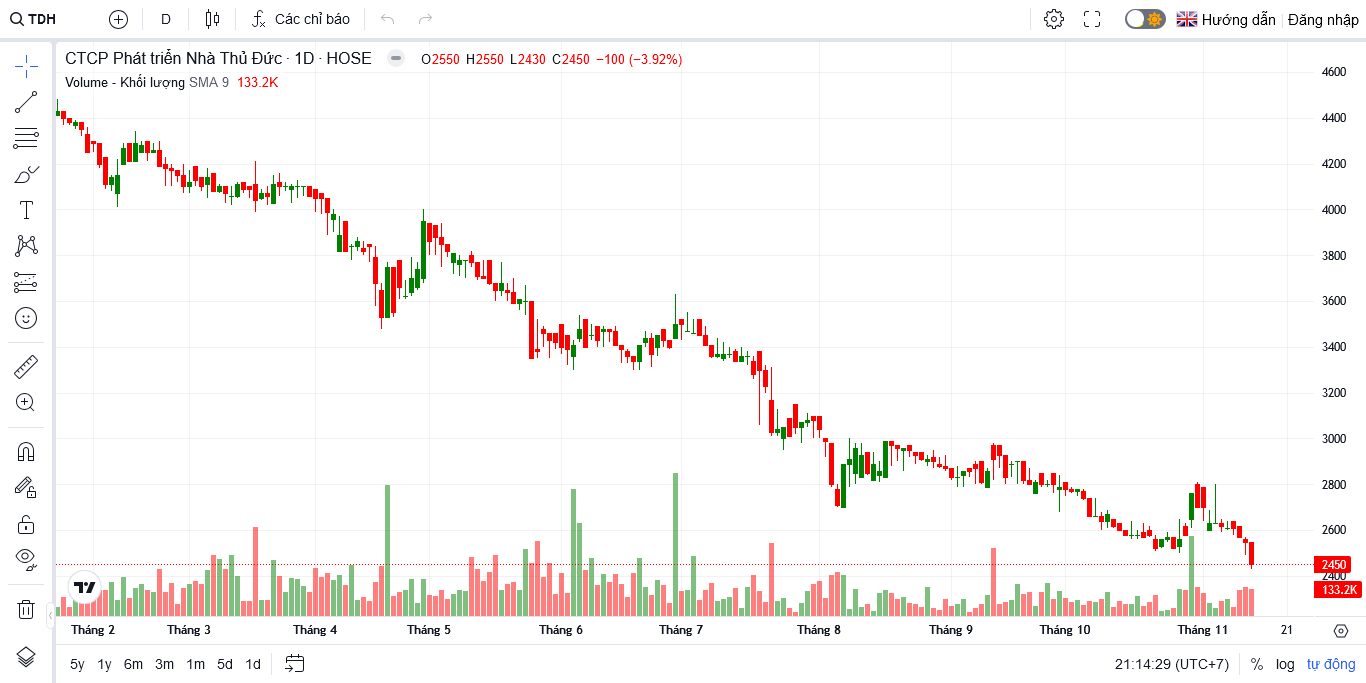 TDH D Các chỉ báo Hướng dẫn Đăng nhập
CTCP Phát triển Nhà Thủ Đức · 1D · HOSE O2550 H2550 L2430 C2450 −100 (−3.92%)
Volume - Khối lượng SMA 9 133.2K
4600
4400
4200
4000
3800
3600
3400
3200
3000
2800
2600
2450
2400
133.2K
Tháng 2 Tháng 3 Tháng 4 Tháng 5 Tháng 6 Tháng 7 Tháng 8 Tháng 9 Tháng 10 Tháng 11 21
5y 1y 6m 3m 1m 5d 1d 21:14:29 (UTC+7) % log tự động